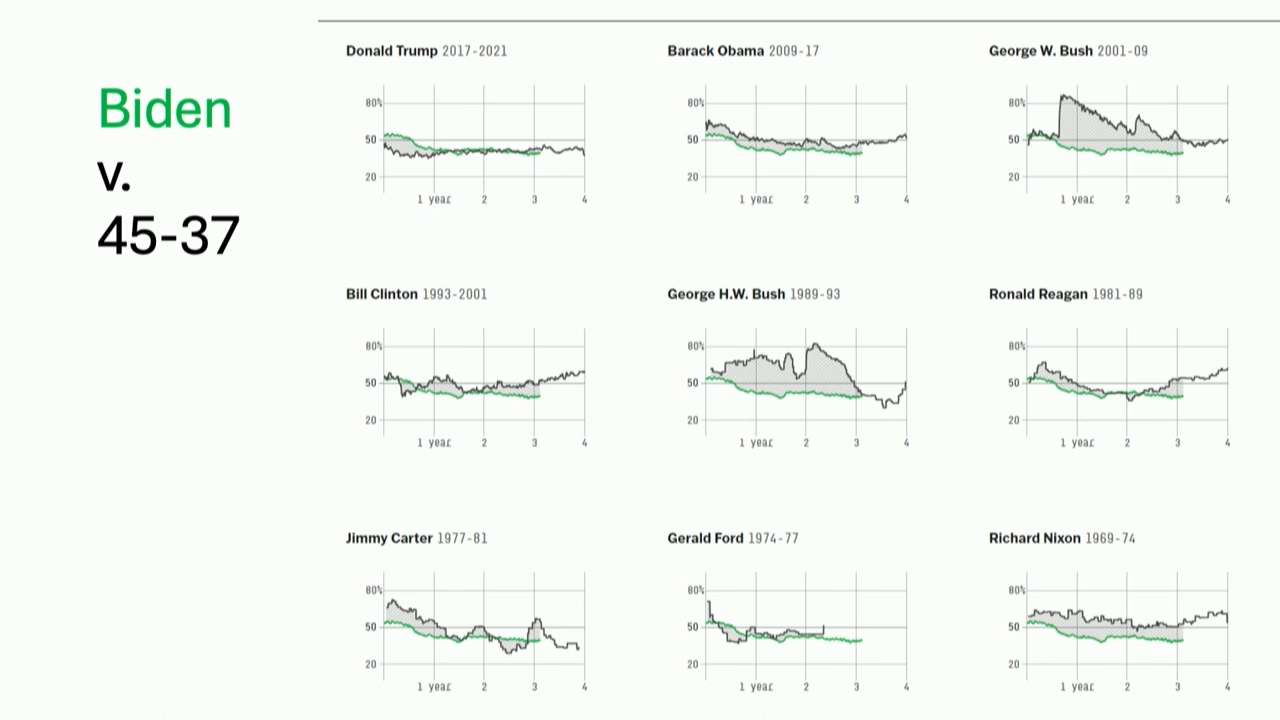 Biden
v.
45-37
Donald Trump 2017-2021
80%
50
20
1 year 2 3 4
Barack Obama 2009-17
80%
50
20
1 year 2 3 4
George W. Bush 2001-09
80%
50
20
1 year 2 3 4
Bill Clinton 1993-2001
80%
50
20
1 year 2 3 4
George H.W. Bush 1989-93
80%
50
20
1 year 2 3 4
Ronald Reagan 1981-89
80%
50
20
1 year 2 3 4
Jimmy Carter 1977-81
80%
50
20
1 year 2 3 4
Gerald Ford 1974-77
80%
50
20
1 year 2 3 4
Richard Nixon 1969-74
80%
50
20
1 year 2 3 4